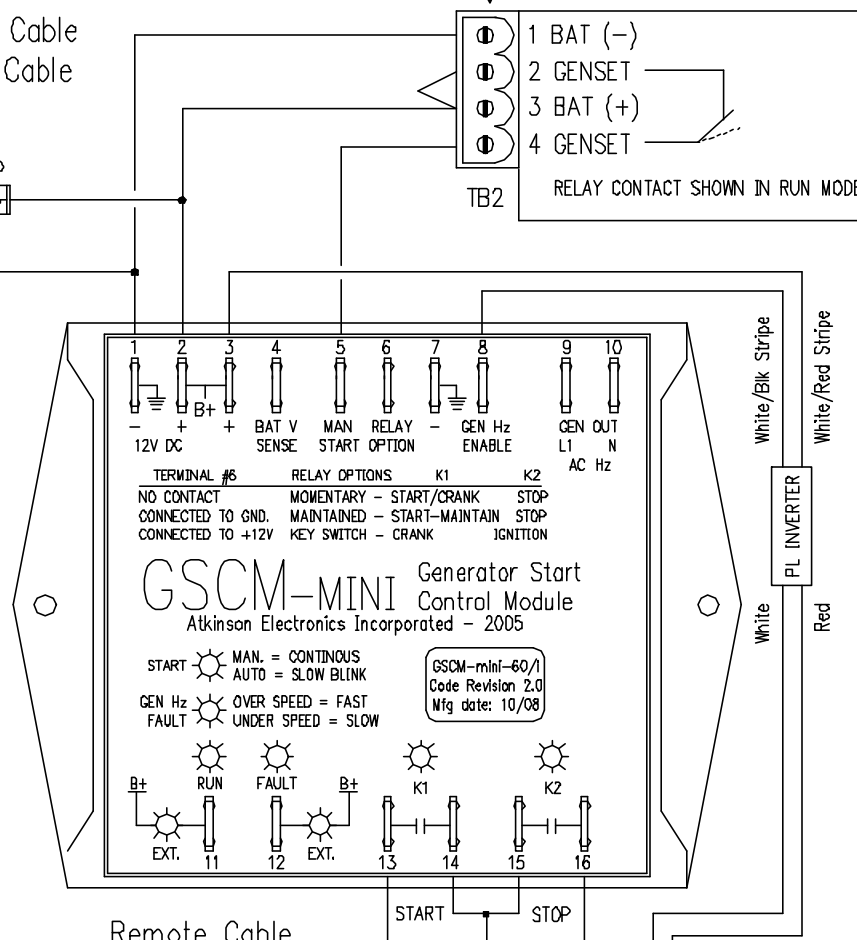 Cable
Cable
1 BAT (-)
2 GENSET
3 BAT (+)
4 GENSET
TB2
RELAY CONTACT SHOWN IN RUN MODE
1 2 3 4 5 6 7 8 9 10
B+
- + + BAT V MAN RELAY - GEN Hz GEN OUT
12V DC SENSE START OPTION ENABLE L1 N
AC Hz
TERMINAL #6 RELAY OPTIONS K1 K2
NO CONTACT MOMENTARY - START/CRANK STOP
CONNECTED TO GND. MAINTAINED - START-MAINTAIN STOP
CONNECTED TO +12V KEY SWITCH - CRANK IGNITION
GSCM-MINI Generator Start
Control Module
Atkinson Electronics Incorporated - 2005
START MAN. = CONTINOUS
AUTO = SLOW BLINK
GEN Hz FAULT OVER SPEED = FAST
UNDER SPEED = SLOW
GSCM-mini-60/1
Code Revision 2.0
Mfg date: 10/08
RUN FAULT K1 K2
B+ B+
EXT. 11 12 EXT. 13 14 15 16
START STOP
Remote Cable
White/Blk Stripe
White/Red Stripe
PL INVERTER
White
Red